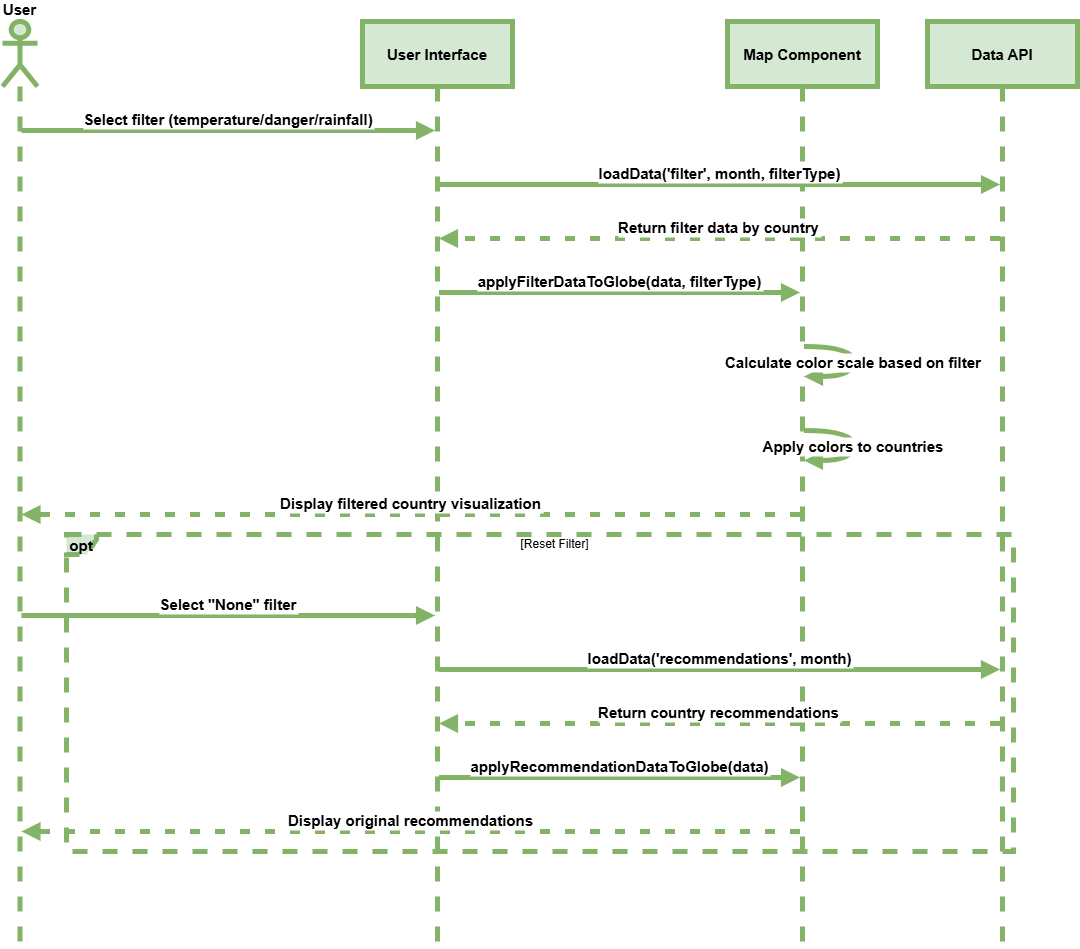 User
User Interface
Map Component
Data API
Select filter (temperature/danger/rainfall)
loadData('filter', month, filterType)
Return filter data by country
applyFilterDataToGlobe(data, filterType)
Calculate color scale based on filter
Apply colors to countries
Display filtered country visualization
opt
[Reset Filter]
Select "None" filter
loadData('recommendations', month)
Return country recommendations
applyRecommendationDataToGlobe(data)
Display original recommendations